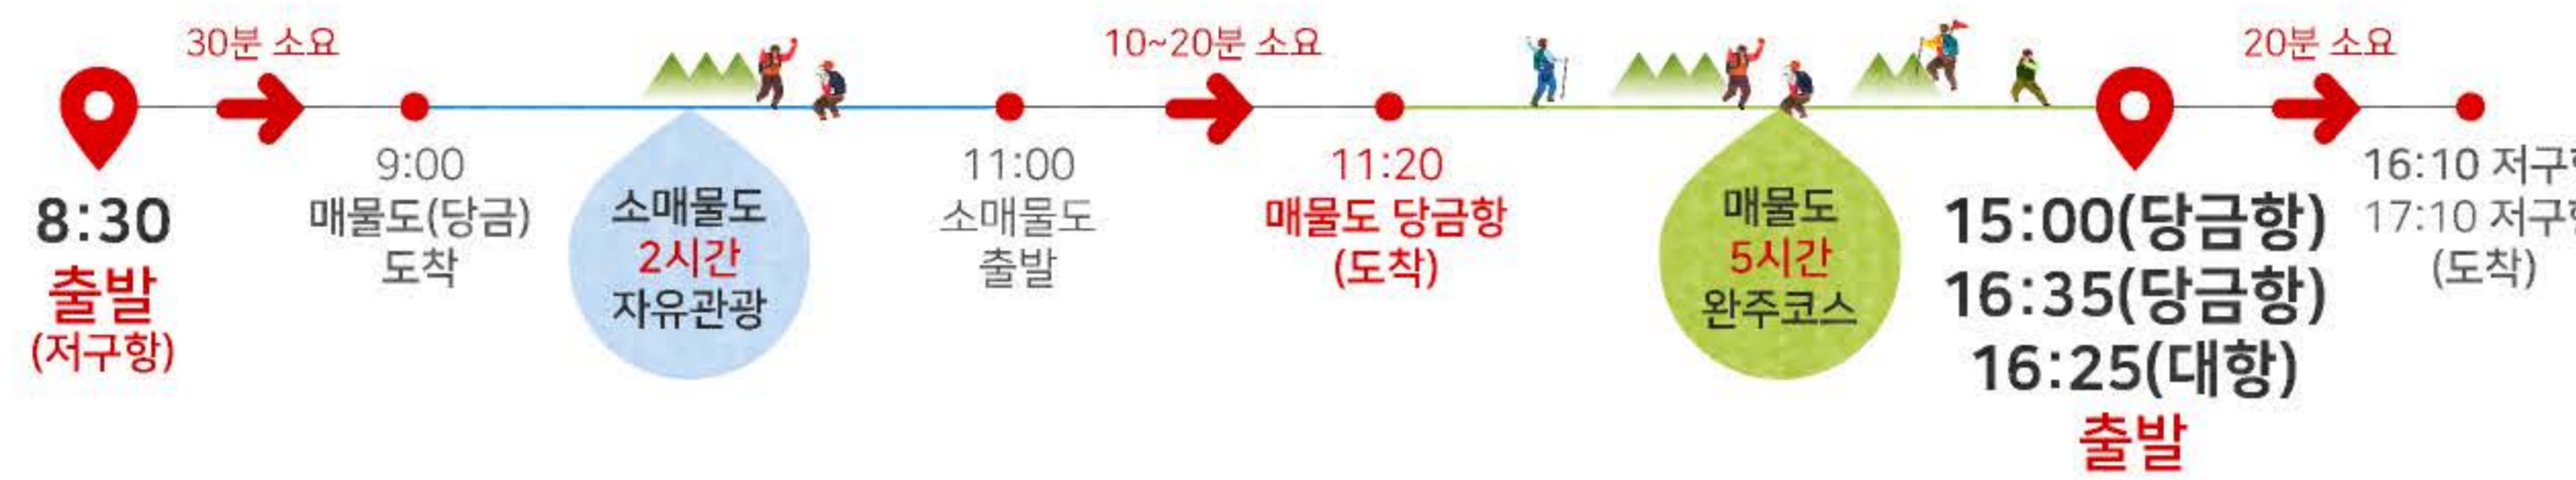 30분 소요
8:30
출발
(저구항)
9:00
매물도(당금)
도착
소매물도
2시간
자유관광
11:00
소매물도
출발
10~20분 소요
11:20
매물도 당금항
(도착)
매물도
5시간
완주코스
15:00(당금항)
16:35(당금항)
16:25(대항)
출발
20분 소요
16:10
17:10
(도착)